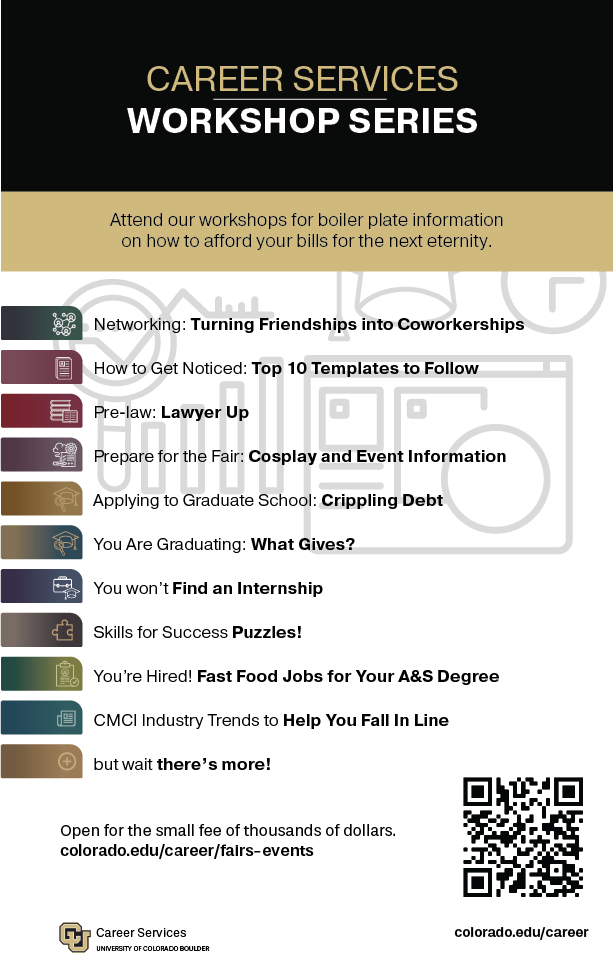 CAREER SERVICES
WORKSHOP SERIES
Attend our workshops for boiler plate information
on how to afford your bills for the next eternity.
Networking: Turning Friendships into Coworkerships
How to Get Noticed: Top 10 Templates to Follow
Pre-law: Lawyer Up
Prepare for the Fair: Cosplay and Event Information
Applying to Graduate School: Crippling Debt
You Are Graduating: What Gives?
You won't Find an Internship
Skills for Success Puzzles!
You're Hired! Fast Food Jobs for Your A&S Degree
CMCI Industry Trends to Help You Fall In Line
but wait there's more!
Open for the small fee of thousands of dollars.
colorado.edu/career/faIrs-events
CU
Career Services
UNIVERSITY OF COLORADO BOULDER
colorado.edu/career